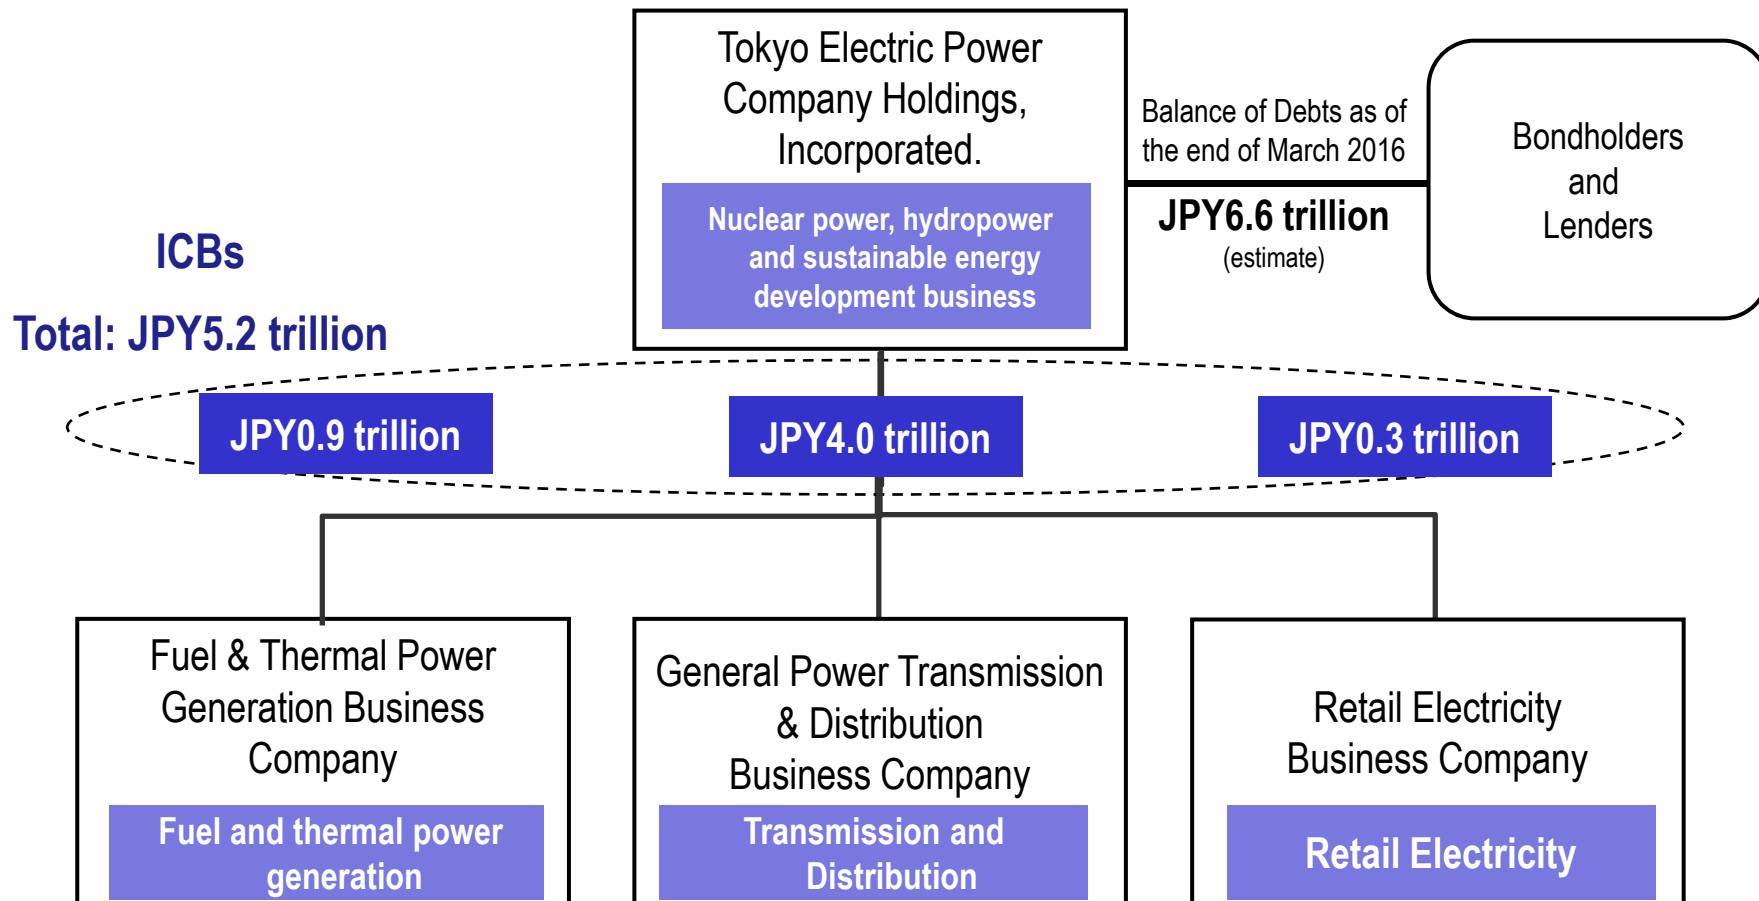 Tokyo Electric Power
Company Holdings,
Incorporated.
Nuclear power, hydropower
and sustainable energy
development business
Balance of Debts as of
the end of March 2016
JPY6.6 trillion
(estimate)
Bondholders
and
Lenders
ICBs
Total: JPY5.2 trillion
JPY0.9 trillion
JPY4.0 trillion
JPY0.3 trillion
Fuel & Thermal Power
Generation Business
Company
Fuel and thermal power
generation
General Power Transmission
& Distribution
Business Company
Transmission and
Distribution
Retail Electricity
Business Company
Retail Electricity